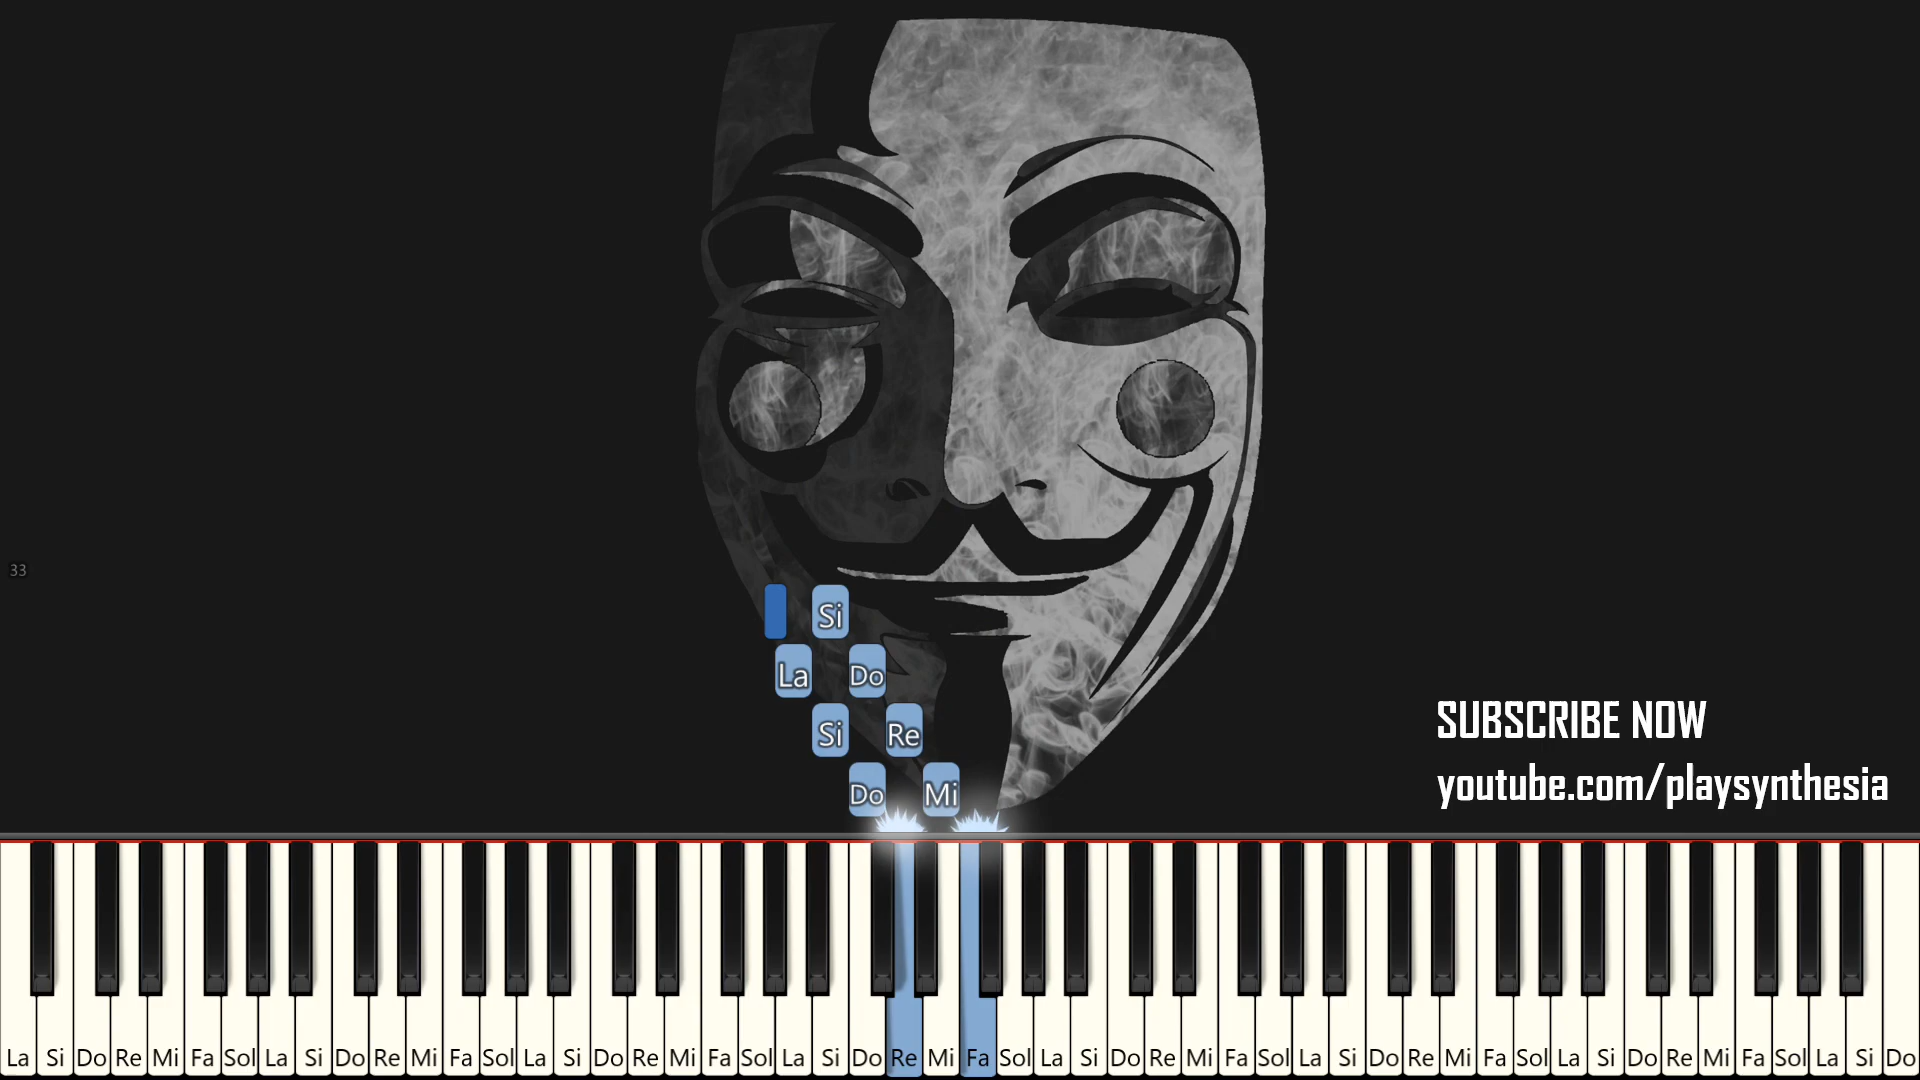 33
Si
La Do
Si Re
Do Mi
SUBSCRIBE NOW
youtube.com/playsynthesia
La Si Do Re Mi Fa Sol La Si Do Re Mi Fa Sol La Si Do Re Mi Fa Sol La Si Do Re Mi Fa Sol La Si Do Re Mi Fa Sol La Si Do Re Mi Fa Sol La Si Do Re Mi Fa Sol La Si Do